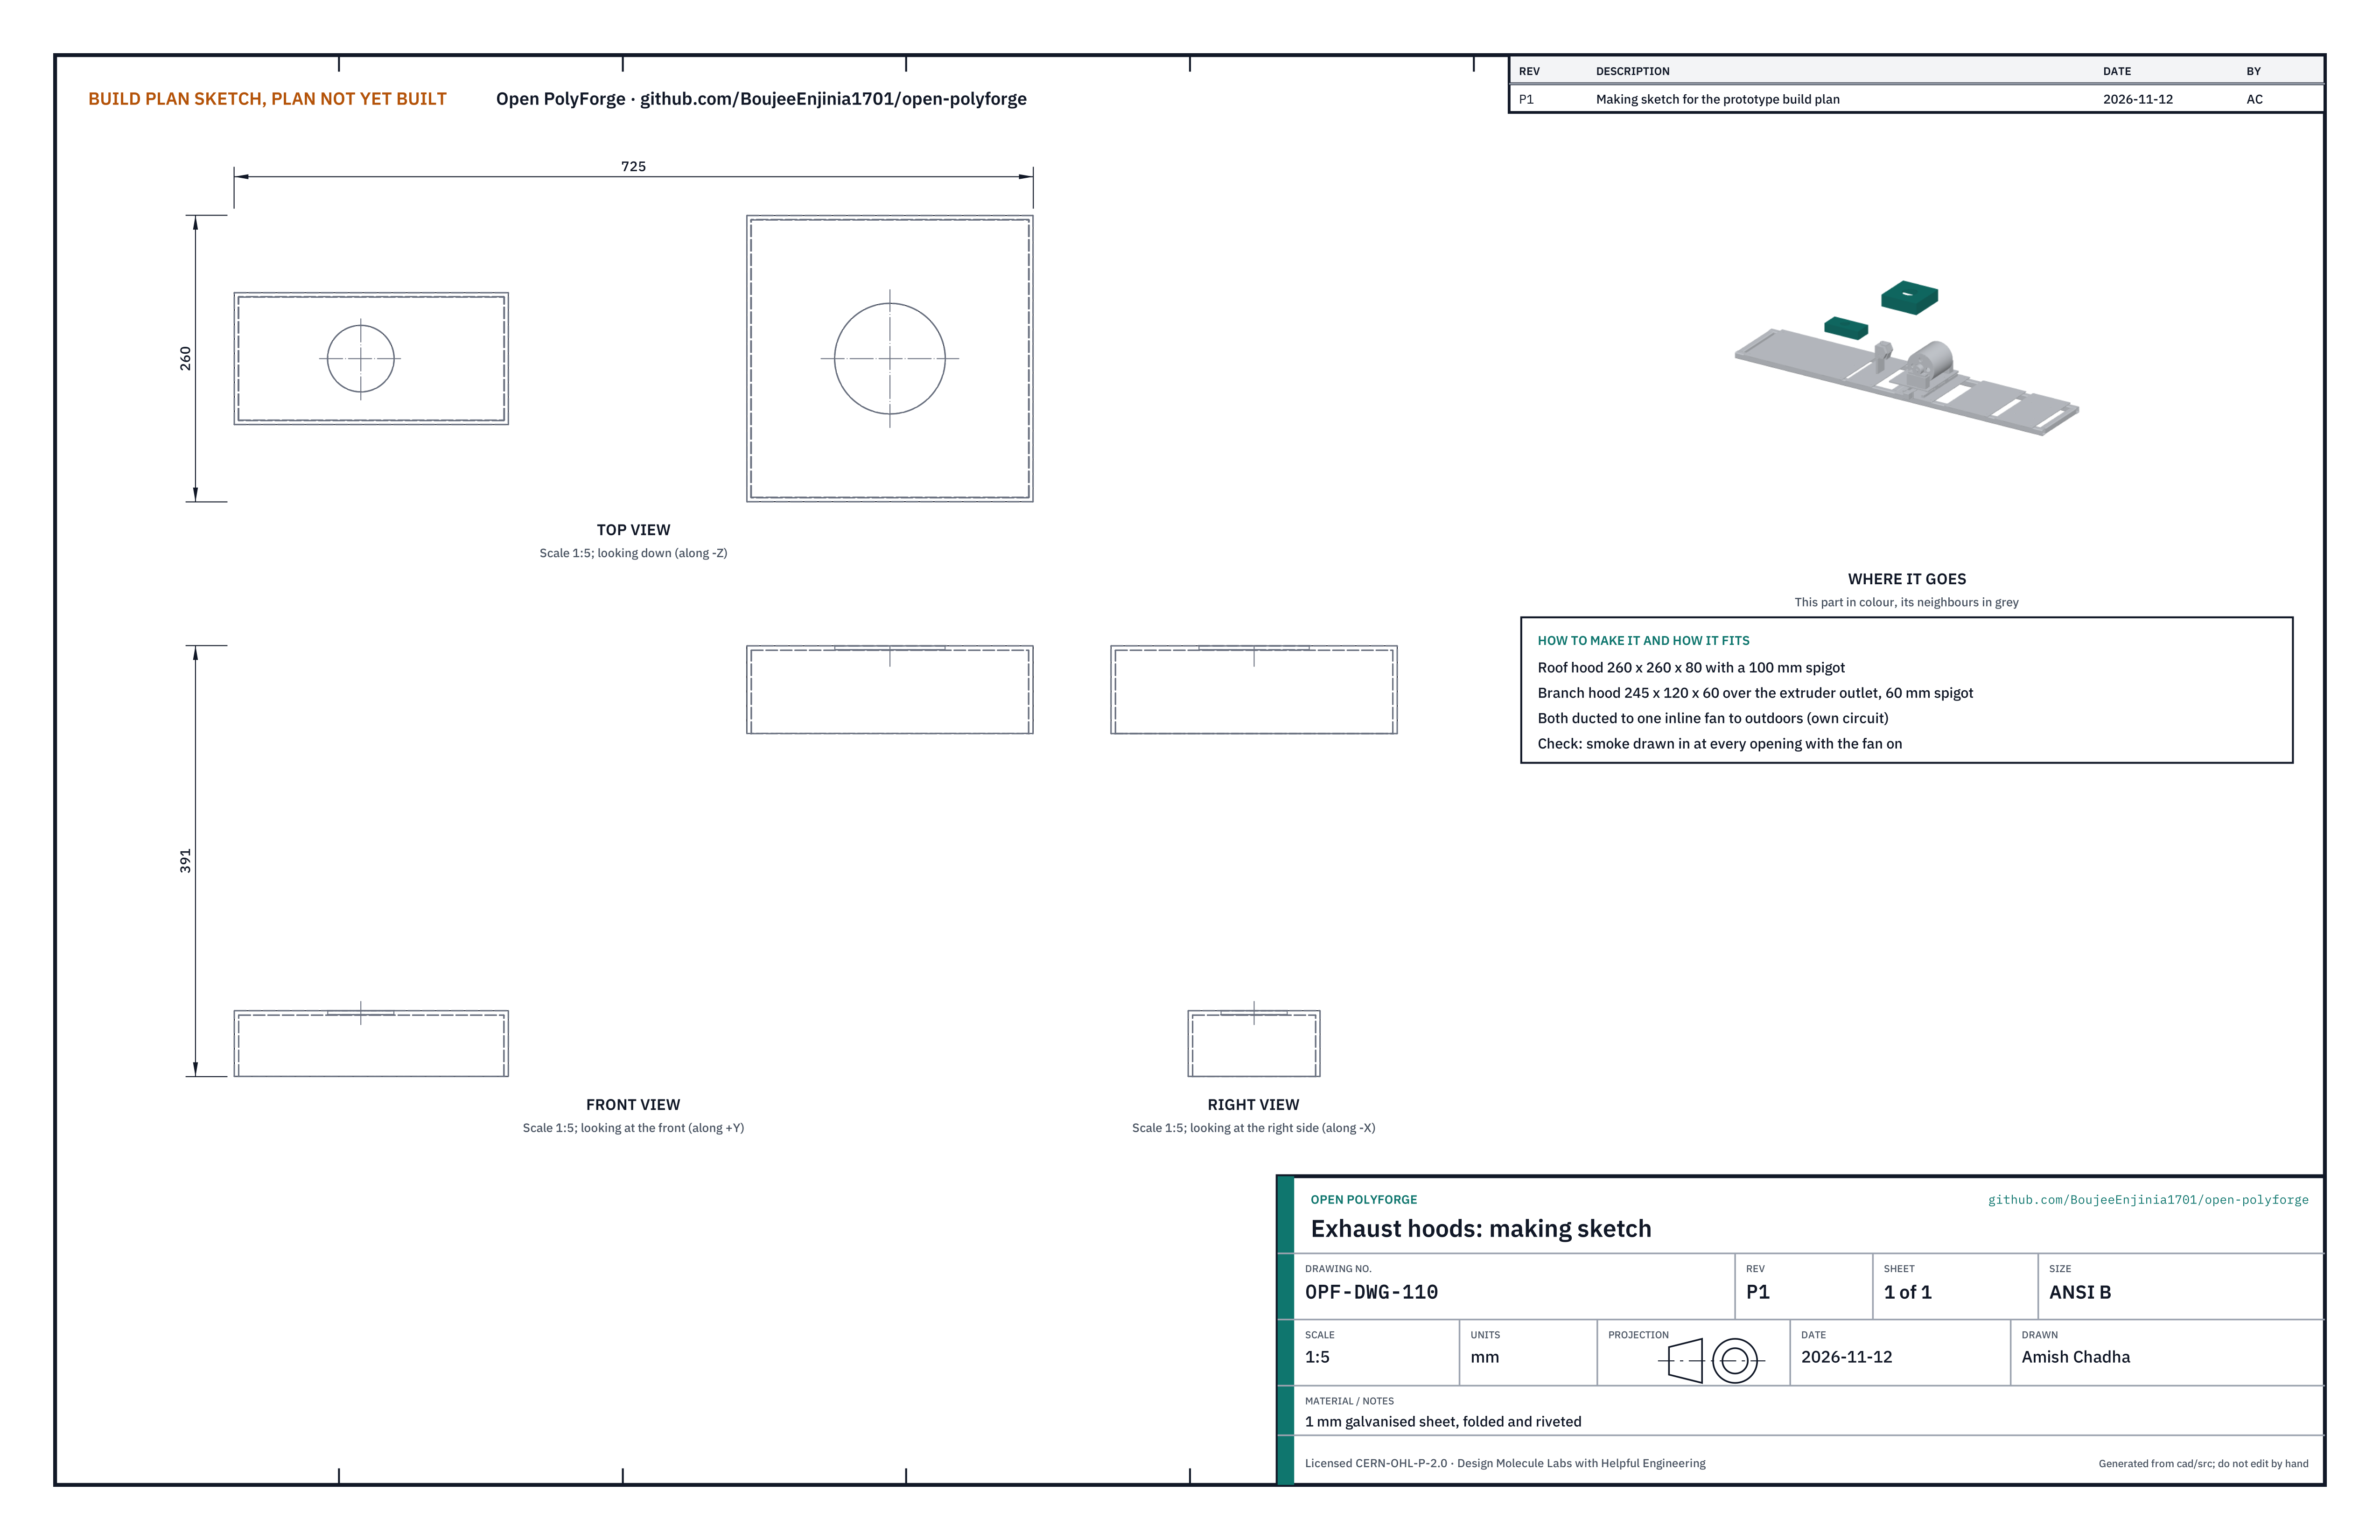 BUILD PLAN SKETCH, PLAN NOT YET BUILT
Open PolyForge · github.com/BoujeeEnjinia1701/open-polyforge
REV DESCRIPTION DATE BY
P1 Making sketch for the prototype build plan 2026-11-12 AC
725
260
TOP VIEW
Scale 1:5; looking down (along -Z)
WHERE IT GOES
This part in colour, its neighbours in grey
HOW TO MAKE IT AND HOW IT FITS
Roof hood 260 x 260 x 80 with a 100 mm spigot
Branch hood 245 x 120 x 60 over the extruder outlet, 60 mm spigot
Both ducted to one inline fan to outdoors (own circuit)
Check: smoke drawn in at every opening with the fan on
391
FRONT VIEW
Scale 1:5; looking at the front (along +Y)
RIGHT VIEW
Scale 1:5; looking at the right side (along -X)
OPEN POLYFORGE
github.com/BoujeeEnjinia1701/open-polyforge
Exhaust hoods: making sketch
DRAWING NO. REV SHEET SIZE
OPF-DWG-110 P1 1 of 1 ANSI B
SCALE UNITS PROJECTION DATE DRAWN
1:5 mm 2026-11-12 Amish Chadha
MATERIAL / NOTES
1 mm galvanised sheet, folded and riveted
Licensed CERN-OHL-P-2.0 · Design Molecule Labs with Helpful Engineering
Generated from cad/src; do not edit by hand